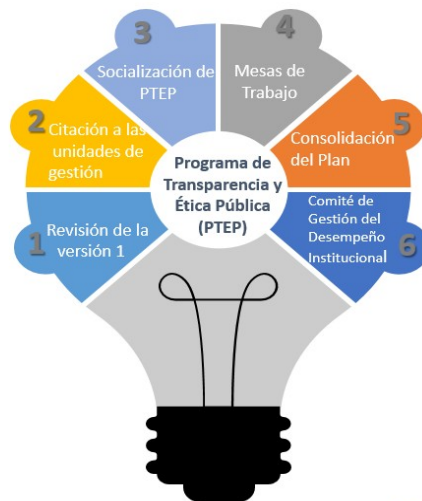 1
Revisión de la
versión 1
2
Citación a las
unidades de
gestión
3
Socialización de
PTEP
4
Mesas de
Trabajo
5
Consolidación
del Plan
6
Comité de
Gestión del
Desempeño
Institucional
Programa de
Transparencia y
Ética Pública
(PTEP)